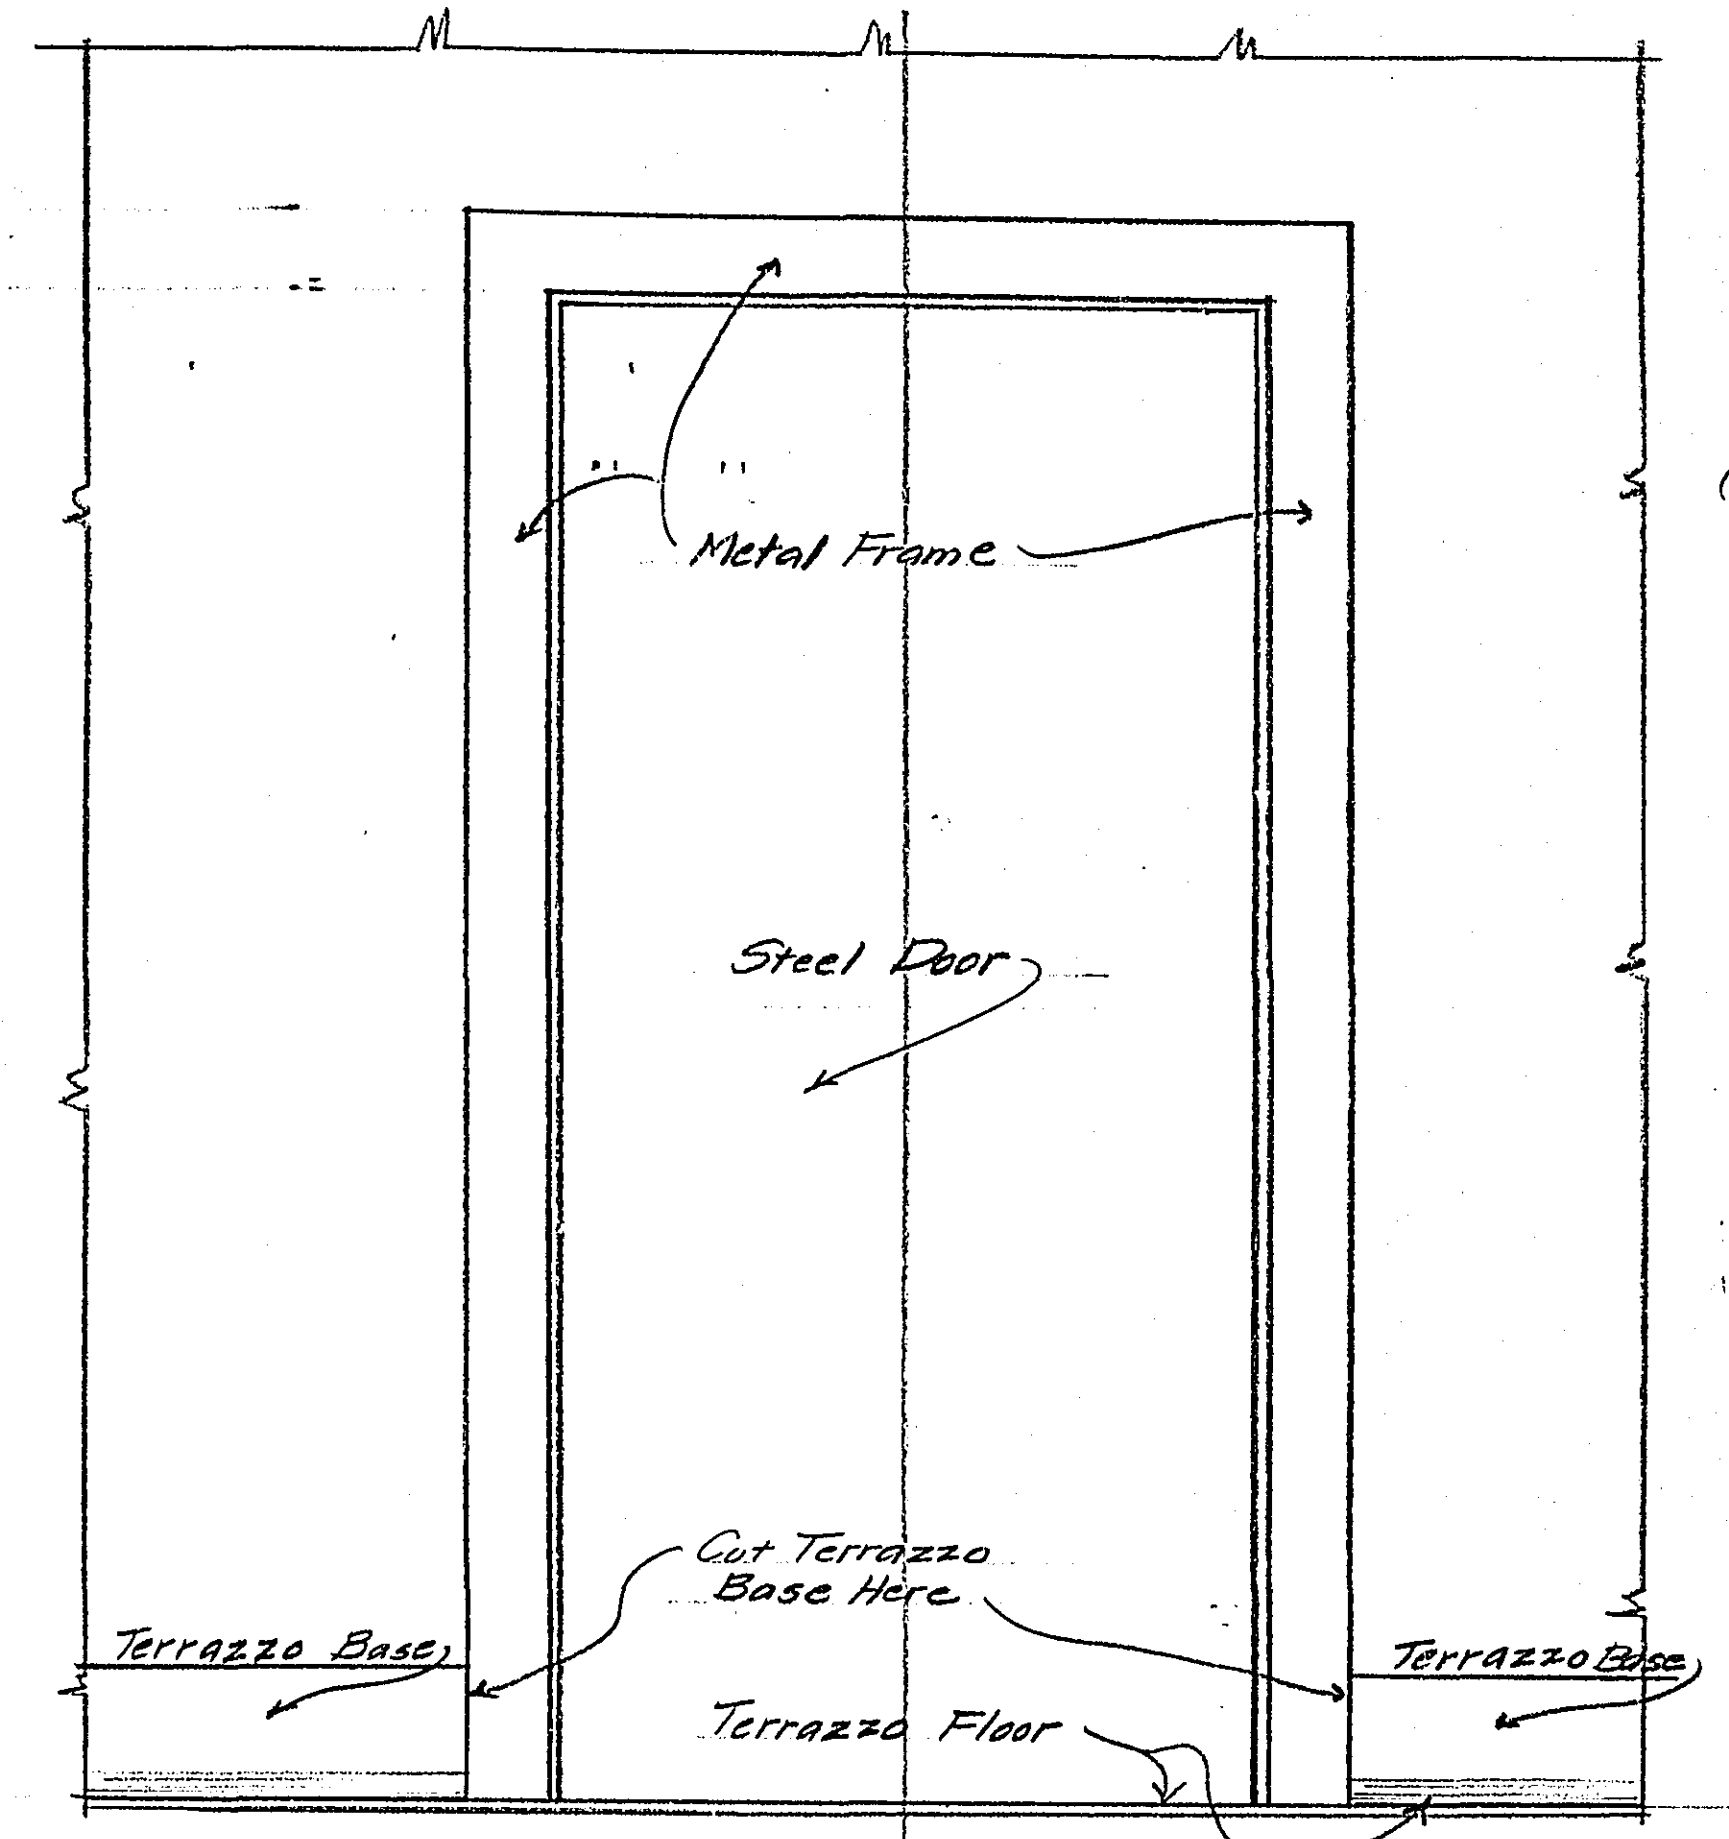 Metal Frame
Steel Door
Cut Terrazzo
Base Here
Terrazzo Base
Terrazzo Base
Terrazzo Floor